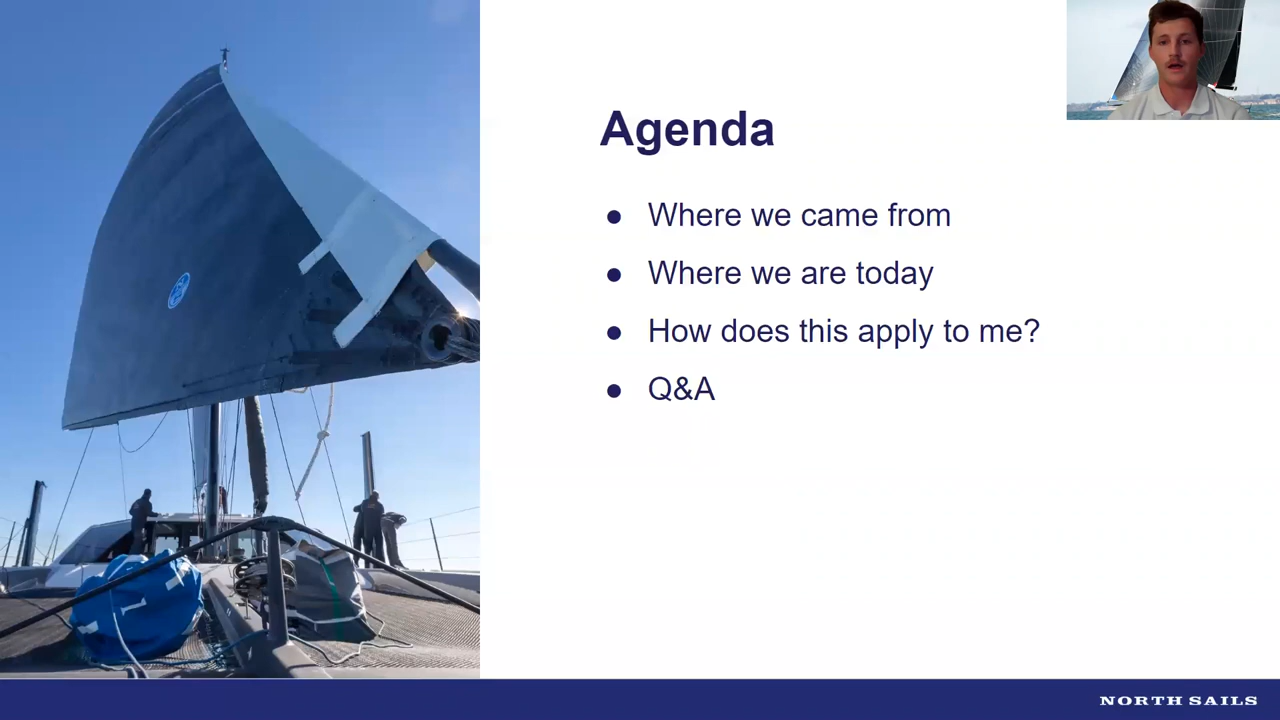 Agenda
● Where we came from
● Where we are today
● How does this apply to me?
● Q&A
NORTH SAILS